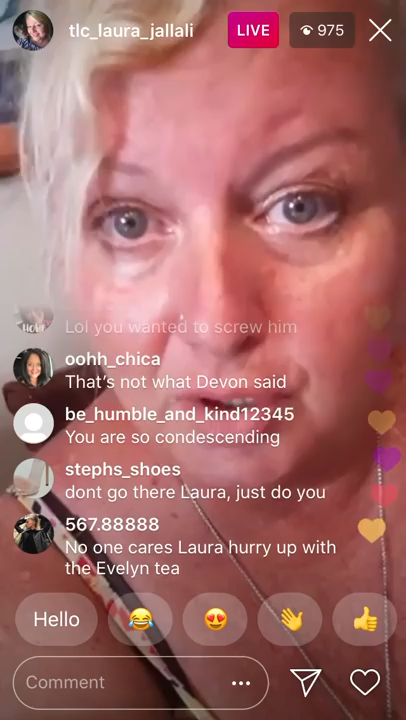 tlc_laura_jallali
LIVE
975
Lol you wanted to screw him
oohh_chica
That's not what Devon said
be_humble_and_kind12345
You are so condescending
stephs_shoes
dont go there Laura, just do you
567.88888
No one cares Laura hurry up with
the Evelyn tea
Hello
Comment